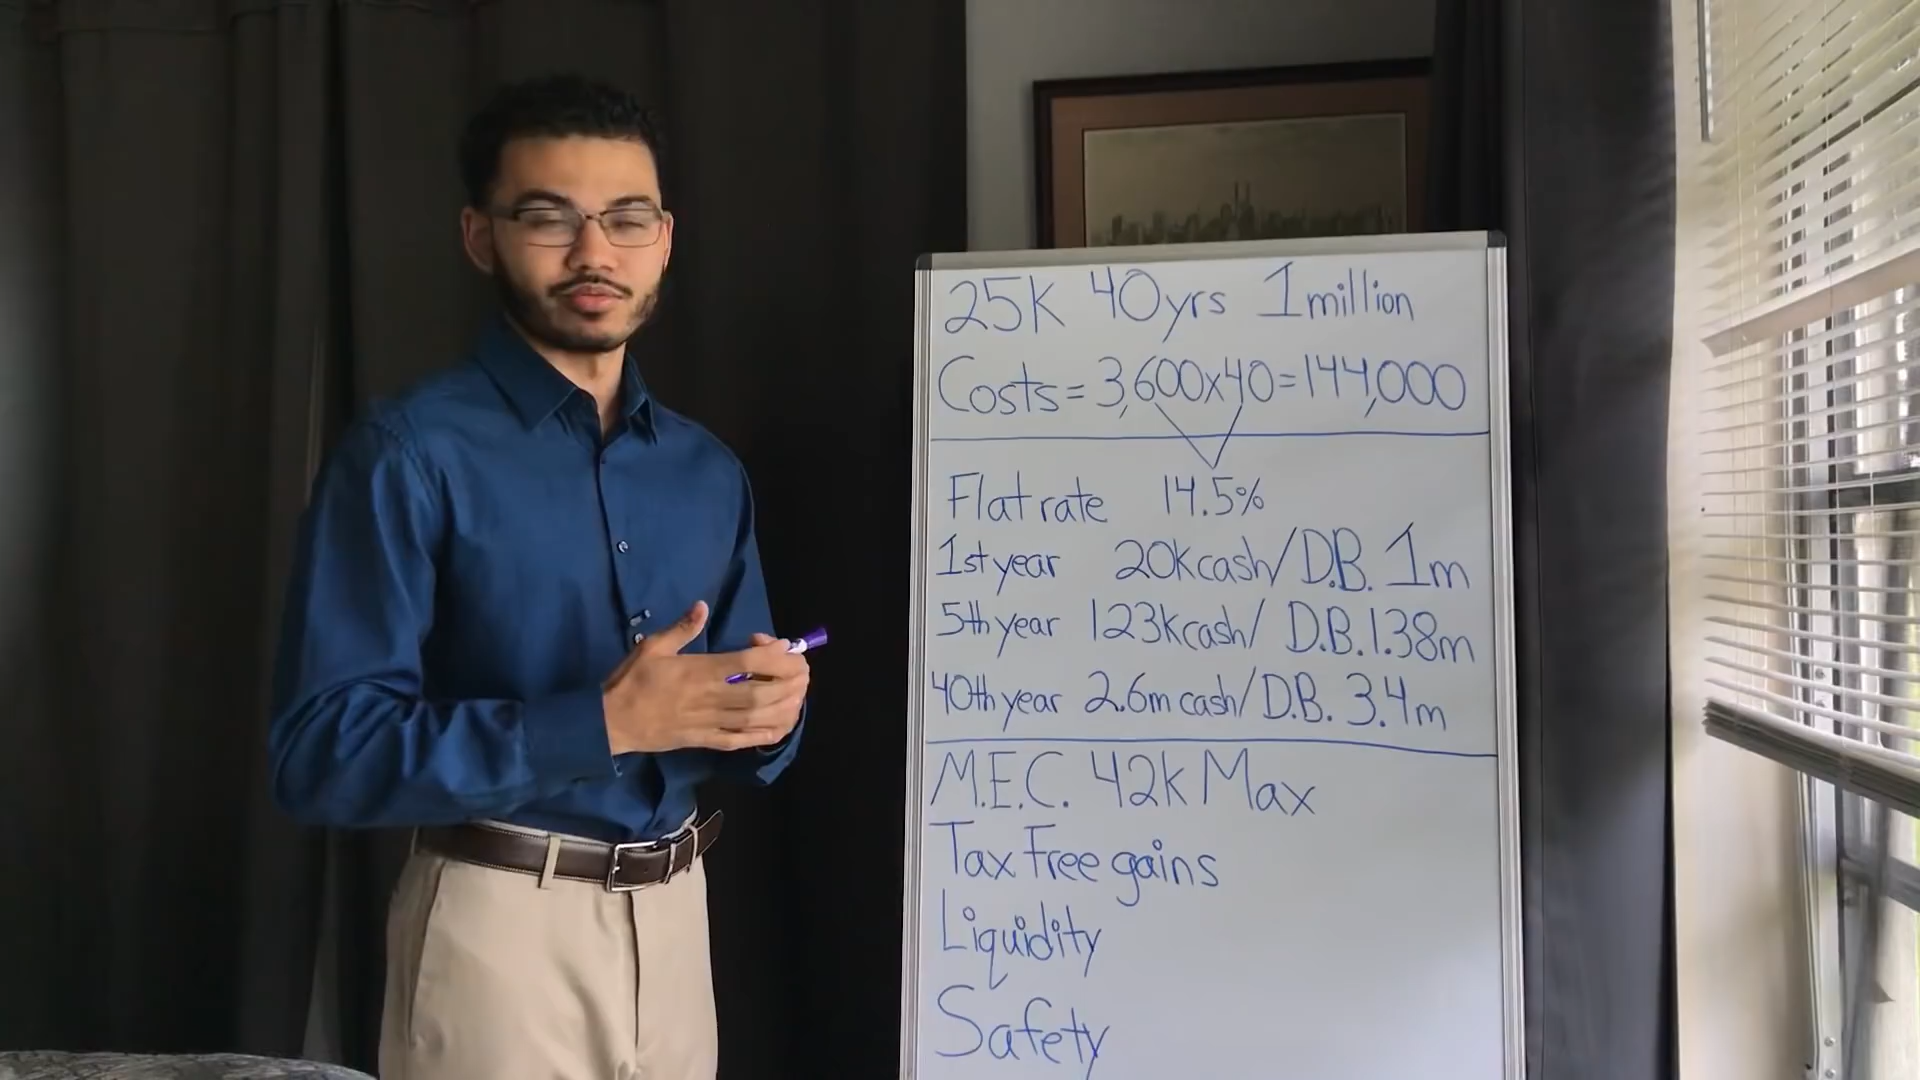 25K 40yrs 1million
Costs=3,600x40=144,000
Flat rate 14.5%
1st year 20k cash/D.B. 1m
5th year 123k cash/ D.B.1.38m
40th year 2.6m cash/D.B. 3.4m
M.E.C. 42k Max
Tax Free gains
Liquidity
Safety